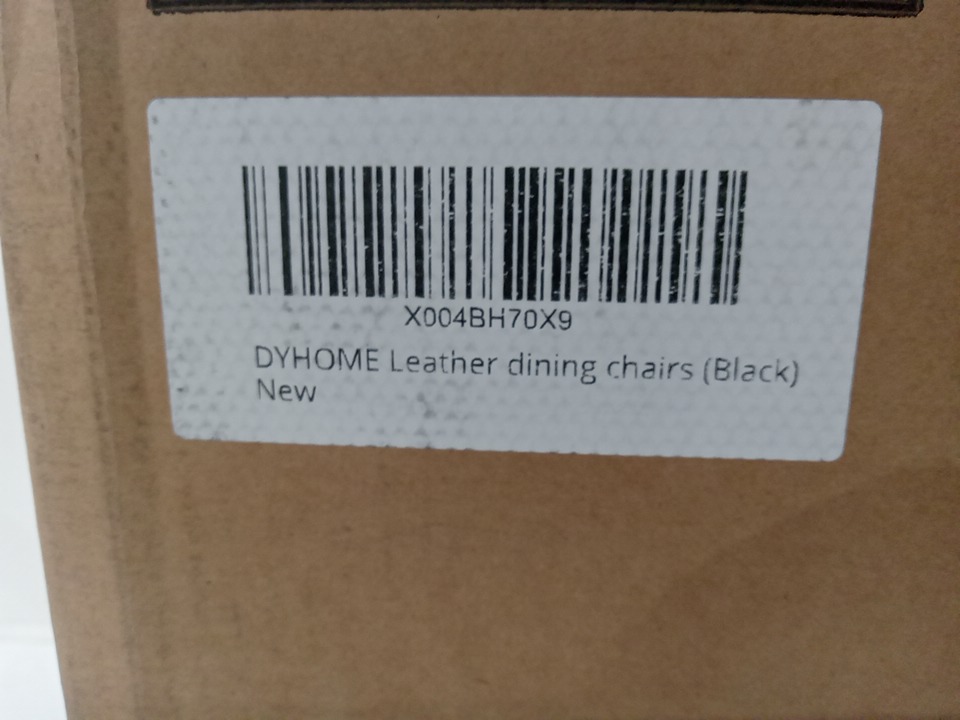 X004BH70X9
DYHOME Leather dining chairs (Black)
New